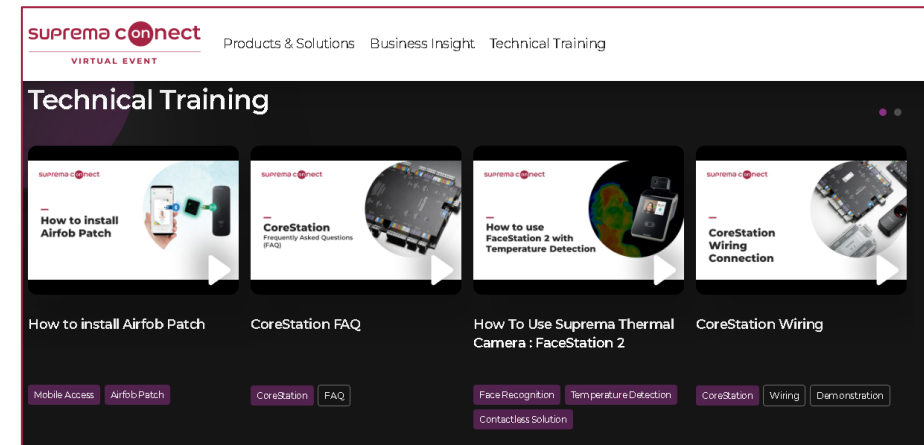 suprema connect
VIRTUAL EVENT
Products & Solutions Business Insight Technical Training
Technical Training
suprema connect
How to install
Airfob Patch
suprema connect
CoreStation
Frequently Asked Questions
(FAQ)
suprema connect
How to use
FaceStation 2 with
Temperature Detection
suprema connect
CoreStation
Wiring
Connection
How to install Airfob Patch
CoreStation FAQ
How To Use Suprema Thermal
Camera : FaceStation 2
CoreStation Wiring
Mobile Access Airfob Patch
CoreStation FAQ
Face Recognition Temperature Detection
Contactless Solution
CoreStation Wiring Demonstration